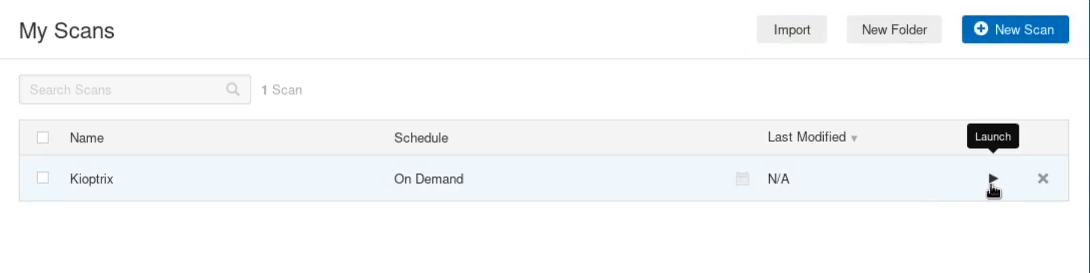 My Scans
Import
New Folder
New Scan
Search Scans
1 Scan
Name
Schedule
Last Modified
Launch
Kioptrix
On Demand
N/A